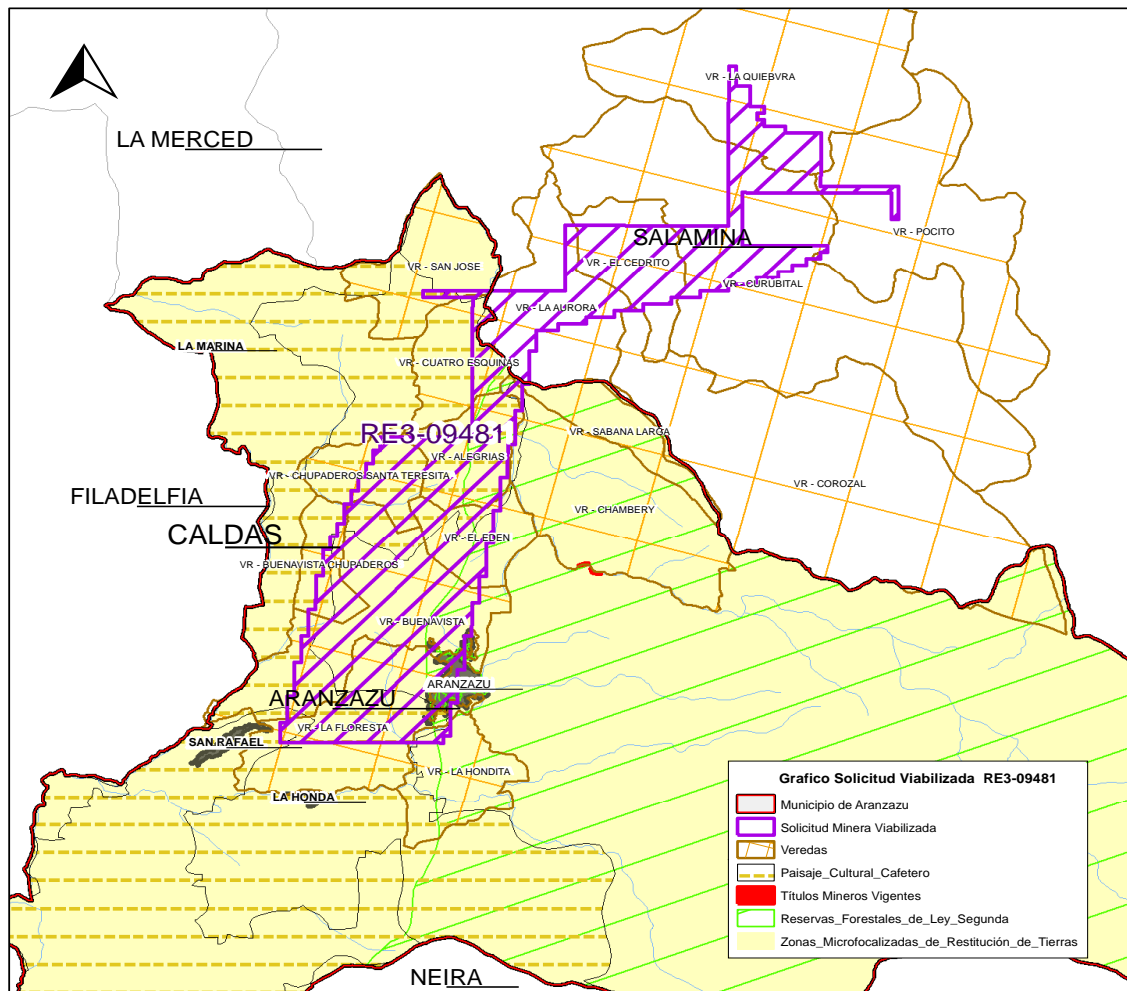 VR - LA QUIEBVRA
LA MERCED
VR - POCITO
SALAMINA
VR - SAN JOSE
VR - EL CEDRITO
VR - CURUBITAL
VR - LA AURORA
LA MARINA
VR - CUATRO ESQUINAS
RE3-09481
VR - SABANA LARGA
VR - ALEGRIAS
VR - CHUPADEROS SANTA TERESITA
VR - COROZAL
FILADELFIA
VR - CHAMBERY
CALDAS
VR - EL EDEN
VR - BUENAVISTA CHUPADEROS
VR - BUENAVISTA
ARANZAZU
ARANZAZU
VR - LA FLORESTA
SAN RAFAEL
VR - LA HONDITA
LA HONDA
NEIRA
Grafico Solicitud Viabilizada RE3-09481
Municipio de Aranzazu
Solicitud Minera Viabilizada
Veredas
Paisaje_Cultural_Cafetero
Títulos Mineros Vigentes
Reservas_Forestales_de_Ley_Segunda
Zonas_Microfocalizadas_de_Restitución_de_Tierras